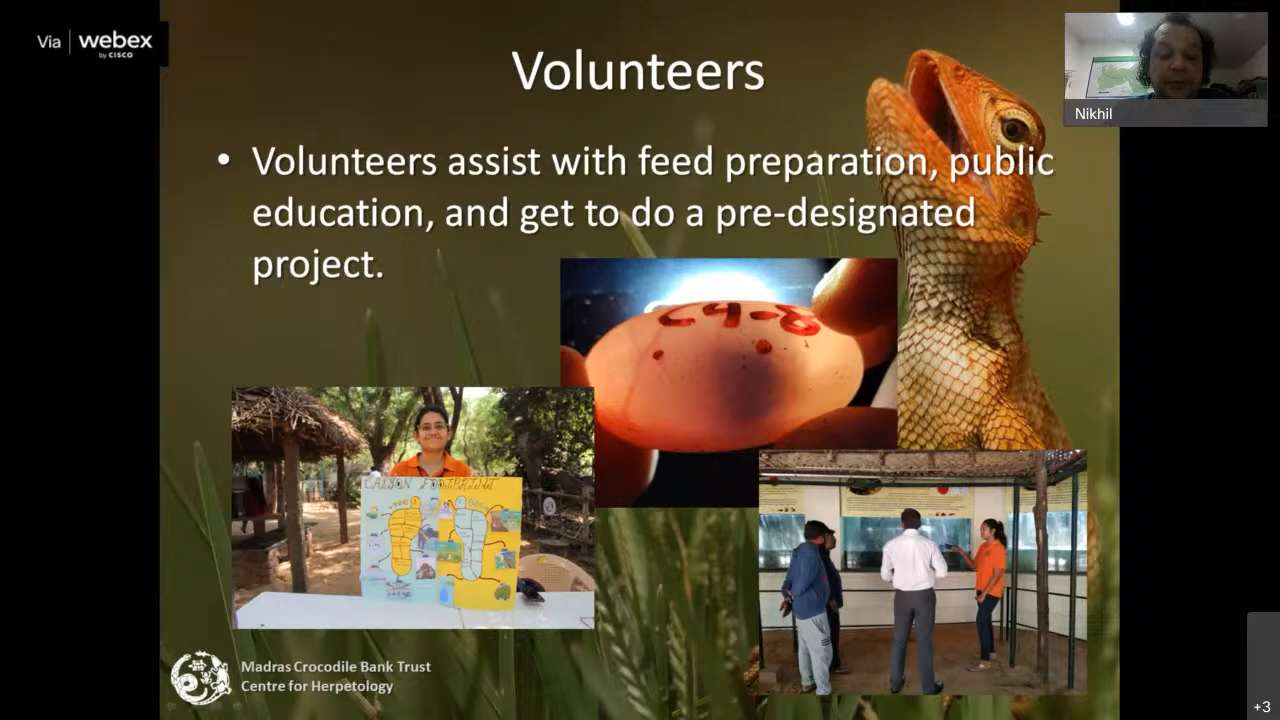 Via webex
by CISCO
Volunteers
Nikhil
• Volunteers assist with feed preparation, public
education, and get to do a pre-designated
project.
C4-8
CARBON FOOTPRINT
Madras Crocodile Bank Trust
Centre for Herpetology
+3